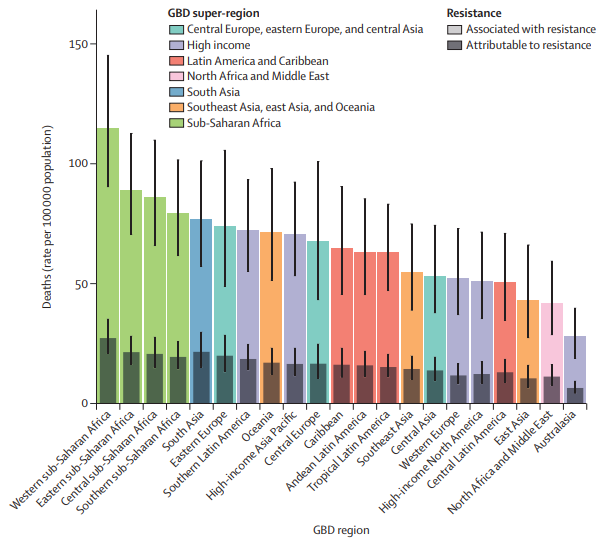 GBD super-region
Central Europe, eastern Europe, and central Asia
High income
Latin America and Caribbean
North Africa and Middle East
South Asia
Southeast Asia, east Asia, and Oceania
Sub-Saharan Africa
Resistance
Associated with resistance
Attributable to resistance
Deaths (rate per 100 000 population)
150
100
50
0
Western sub-Saharan Africa
Eastern sub-Saharan Africa
Central sub-Saharan Africa
Southern sub-Saharan Africa
South Asia
Eastern Europe
Southern Latin America
Oceania
High-income Asia Pacific
Central Europe
Caribbean
Andean Latin America
Tropical Latin America
Southeast Asia
Central Asia
Western Europe
High-income North America
Central Latin America
East Asia
North Africa and Middle East
Australasia
GBD region